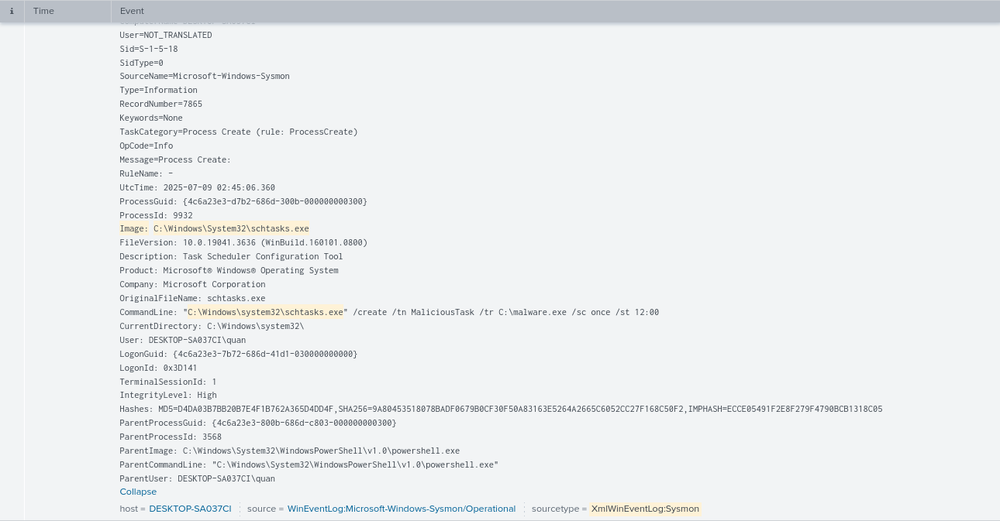 i Time Event
User=NOT_TRANSLATED
Sid=S-1-5-18
SidType=0
SourceName=Microsoft-Windows-Sysmon
Type=Information
RecordNumber=7865
Keywords=None
TaskCategory=Process Create (rule: ProcessCreate)
OpCode=Info
Message=Process Create:
RuleName: -
UtcTime: 2025-07-09 02:45:06.360
ProcessGuid: {4c6a23e3-d7b2-686d-300b-000000000300}
ProcessId: 9932
Image: C:\Windows\System32\schtasks.exe
FileVersion: 10.0.19041.3636 (WinBuild.160101.0800)
Description: Task Scheduler Configuration Tool
Product: Microsoft® Windows® Operating System
Company: Microsoft Corporation
OriginalFileName: schtasks.exe
CommandLine: "C:\Windows\system32\schtasks.exe" /create /tn MaliciousTask /tr C:\malware.exe /sc once /st 12:00
CurrentDirectory: C:\Windows\system32\
User: DESKTOP-SA037CI\quan
LogonGuid: {4c6a23e3-7b72-686d-41d1-030000000000}
LogonId: 0x3D141
TerminalSessionId: 1
IntegrityLevel: High
Hashes: MD5=D4DA03B7BB20B7E4F1B762A365D4DD4F,SHA256=9A80453518078BADF0679B0CF30F50A83163E5264A2665C6052CC27F168C50F2,IMPHASH=ECCE05491F2E8F279F4790BCB1318C05
ParentProcessGuid: {4c6a23e3-800b-686d-c803-000000000300}
ParentProcessId: 3568
ParentImage: C:\Windows\System32\WindowsPowerShell\v1.0\powershell.exe
ParentCommandLine: "C:\Windows\System32\WindowsPowerShell\v1.0\powershell.exe"
ParentUser: DESKTOP-SA037CI\quan
Collapse
host = DESKTOP-SA037CI source = WinEventLog:Microsoft-Windows-Sysmon/Operational sourcetype = XmlWinEventLog:Sysmon